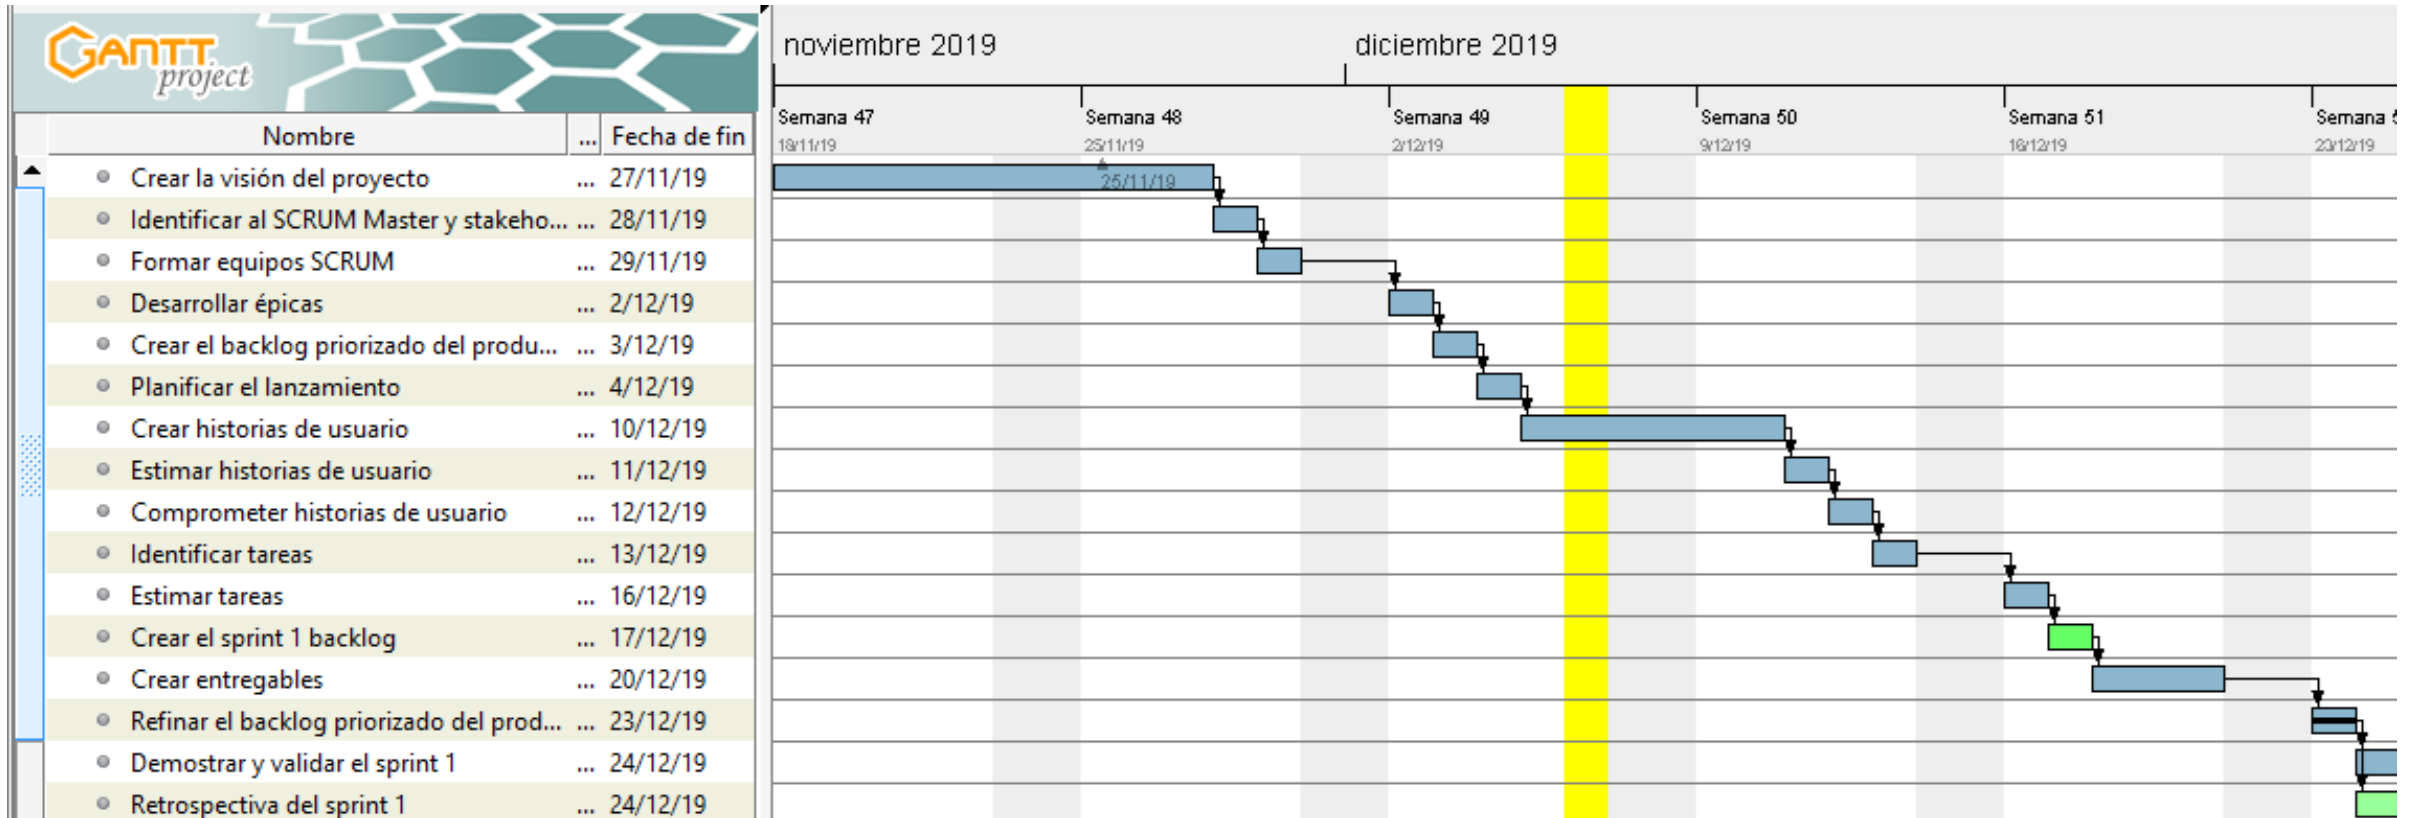 GANTT
project
noviembre 2019
diciembre 2019
Semana 47
Semana 48
Semana 49
Semana 50
Semana 51
Semana
18/11/19
25/11/19
2/12/19
9/12/19
16/12/19
23/12/19
Nombre ... Fecha de fin
Crear la visión del proyecto ... 27/11/19
25/11/19
Identificar al SCRUM Master y stakeho... ... 28/11/19
Formar equipos SCRUM ... 29/11/19
Desarrollar épicas ... 2/12/19
Crear el backlog priorizado del produ... ... 3/12/19
Planificar el lanzamiento ... 4/12/19
Crear historias de usuario ... 10/12/19
Estimar historias de usuario ... 11/12/19
Comprometer historias de usuario ... 12/12/19
Identificar tareas ... 13/12/19
Estimar tareas ... 16/12/19
Crear el sprint 1 backlog ... 17/12/19
Crear entregables ... 20/12/19
Refinar el backlog priorizado del prod... ... 23/12/19
Demostrar y validar el sprint 1 ... 24/12/19
Retrospectiva del sprint 1 ... 24/12/19